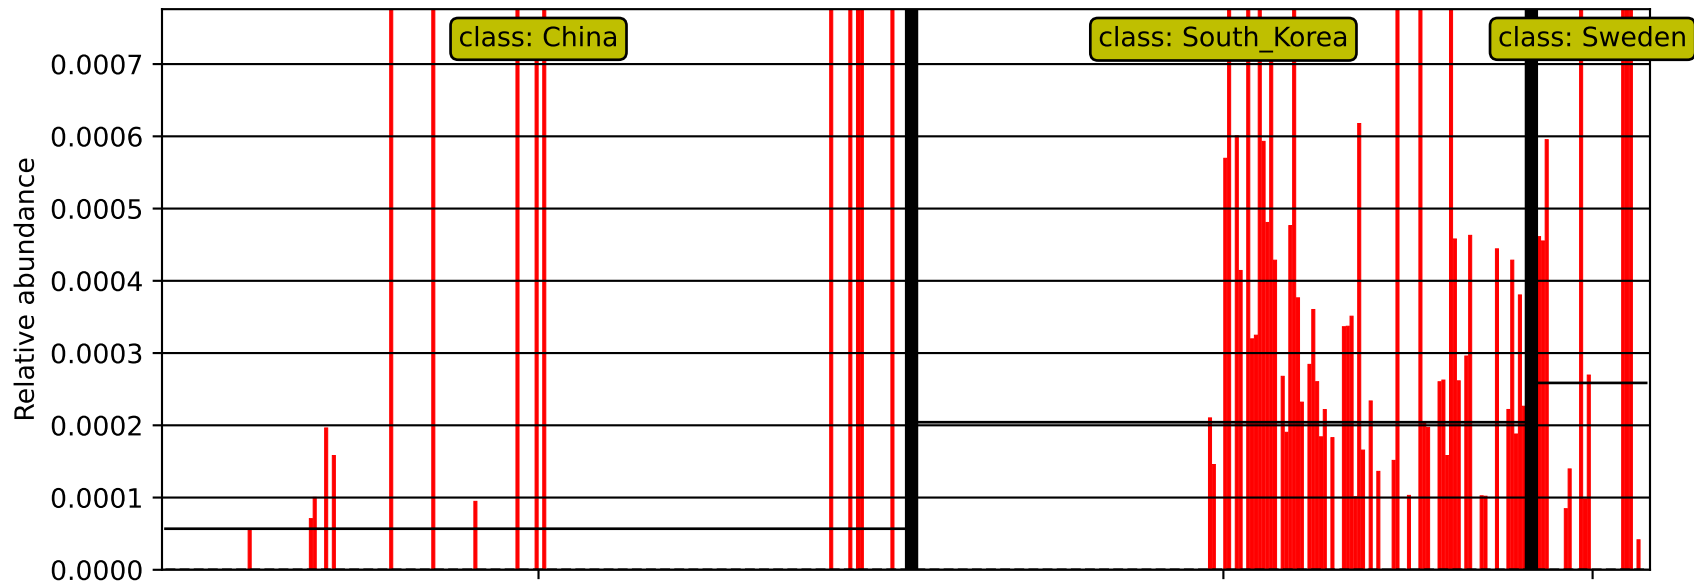 class: China
class: South_Korea
class: Sweden
0.0007
0.0006
0.0005
0.0004
0.0003
0.0002
0.0001
0.0000
Relative abundance